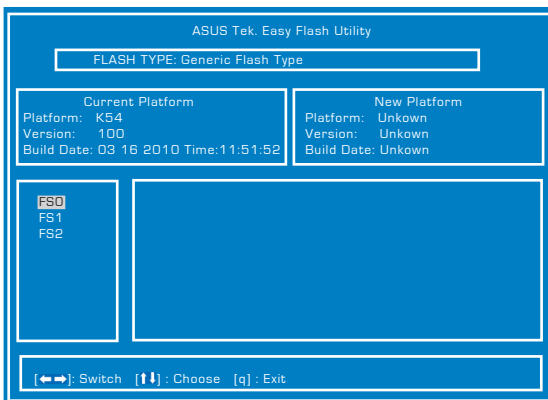 ASUS Tek. Easy Flash Utility
FLASH TYPE: Generic Flash Type
Current Platform
Platform: K54
Version: 100
Build Date: 03 16 2010 Time:11:51:52
New Platform
Platform: Unkown
Version: Unkown
Build Date: Unkown
FS0
FS1
FS2
[←→]: Switch [↑↓] : Choose [q] : Exit